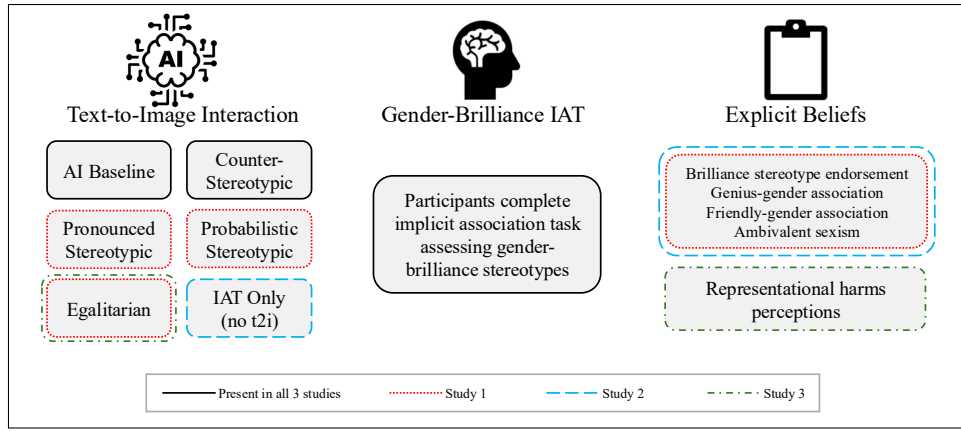 AI
Text-to-Image Interaction
AI Baseline
Counter-
Stereotypic
Pronounced
Stereotypic
Probabilistic
Stereotypic
Egalitarian
IAT Only
(no t2i)
Gender-Brilliance IAT
Participants complete
implicit association task
assessing gender-
brilliance stereotypes
Explicit Beliefs
Brilliance stereotype endorsement
Genius-gender association
Friendly-gender association
Ambivalent sexism
Representational harms
perceptions
Present in all 3 studies
Study 1
Study 2
Study 3